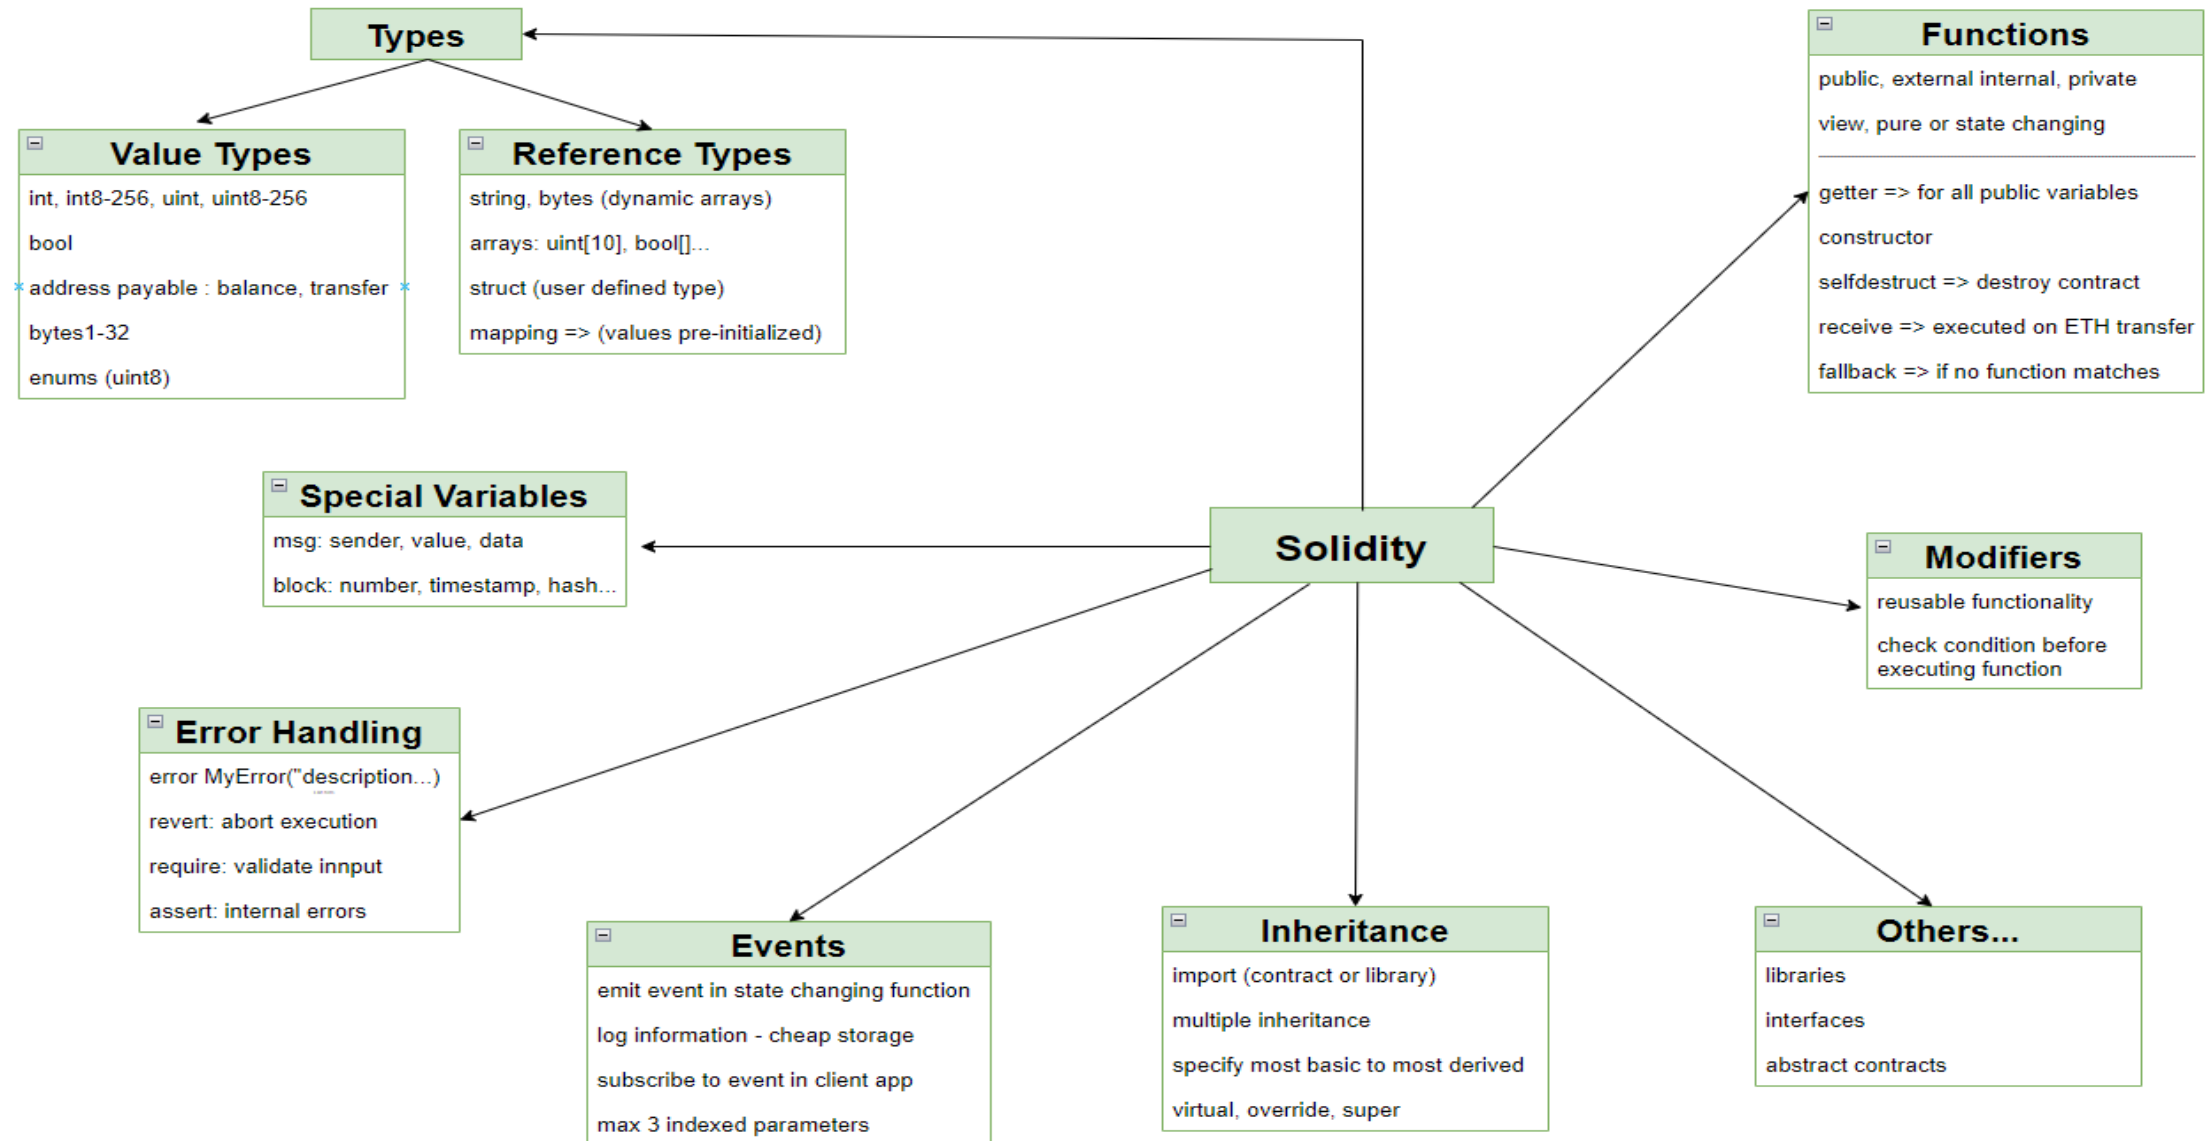 Types
Value Types
int, int8-256, uint, uint8-256
bool
address payable : balance, transfer
bytes1-32
enums (uint8)
Reference Types
string, bytes (dynamic arrays)
arrays: uint[10], bool[]...
struct (user defined type)
mapping => (values pre-initialized)
Functions
public, external internal, private
view, pure or state changing
getter => for all public variables
constructor
selfdestruct => destroy contract
receive => executed on ETH transfer
fallback => if no function matches
Special Variables
msg: sender, value, data
block: number, timestamp, hash...
Solidity
Modifiers
reusable functionality
check condition before
executing function
Error Handling
error MyError("description...)
revert: abort execution
require: validate innput
assert: internal errors
Events
emit event in state changing function
log information - cheap storage
subscribe to event in client app
max 3 indexed parameters
Inheritance
import (contract or library)
multiple inheritance
specify most basic to most derived
virtual, override, super
Others...
libraries
interfaces
abstract contracts